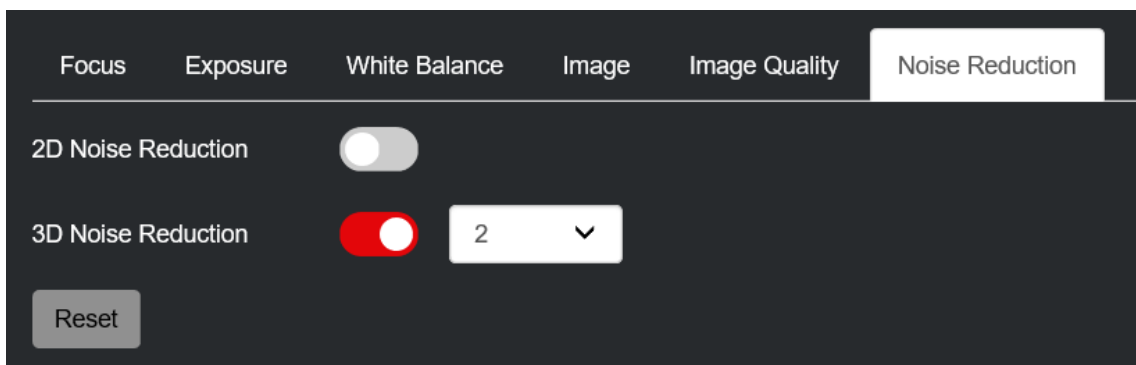 Focus Exposure White Balance Image Image Quality Noise Reduction
2D Noise Reduction
3D Noise Reduction 2
Reset